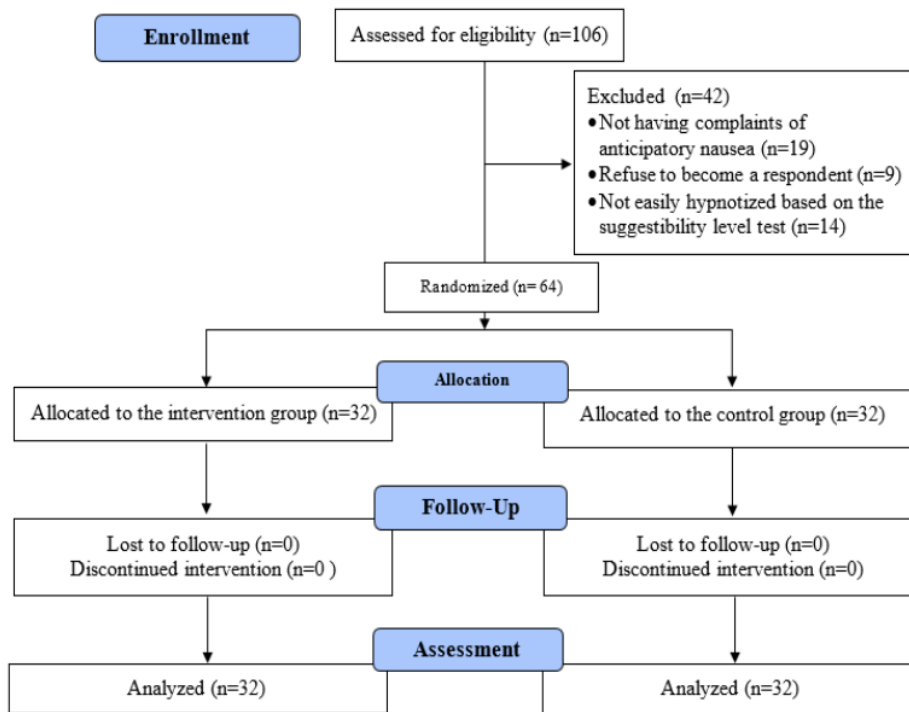 Enrollment
Assessed for eligibility (n=106)
Excluded (n=42)
•Not having complaints of
anticipatory nausea (n=19)
•Refuse to become a respondent (n=9)
•Not easily hypnotized based on the
suggestibility level test (n=14)
Randomized (n= 64)
Allocation
Allocated to the intervention group (n=32)
Allocated to the control group (n=32)
Follow-Up
Lost to follow-up (n=0)
Discontinued intervention (n=0 )
Lost to follow-up (n=0)
Discontinued intervention (n=0)
Assessment
Analyzed (n=32)
Analyzed (n=32)